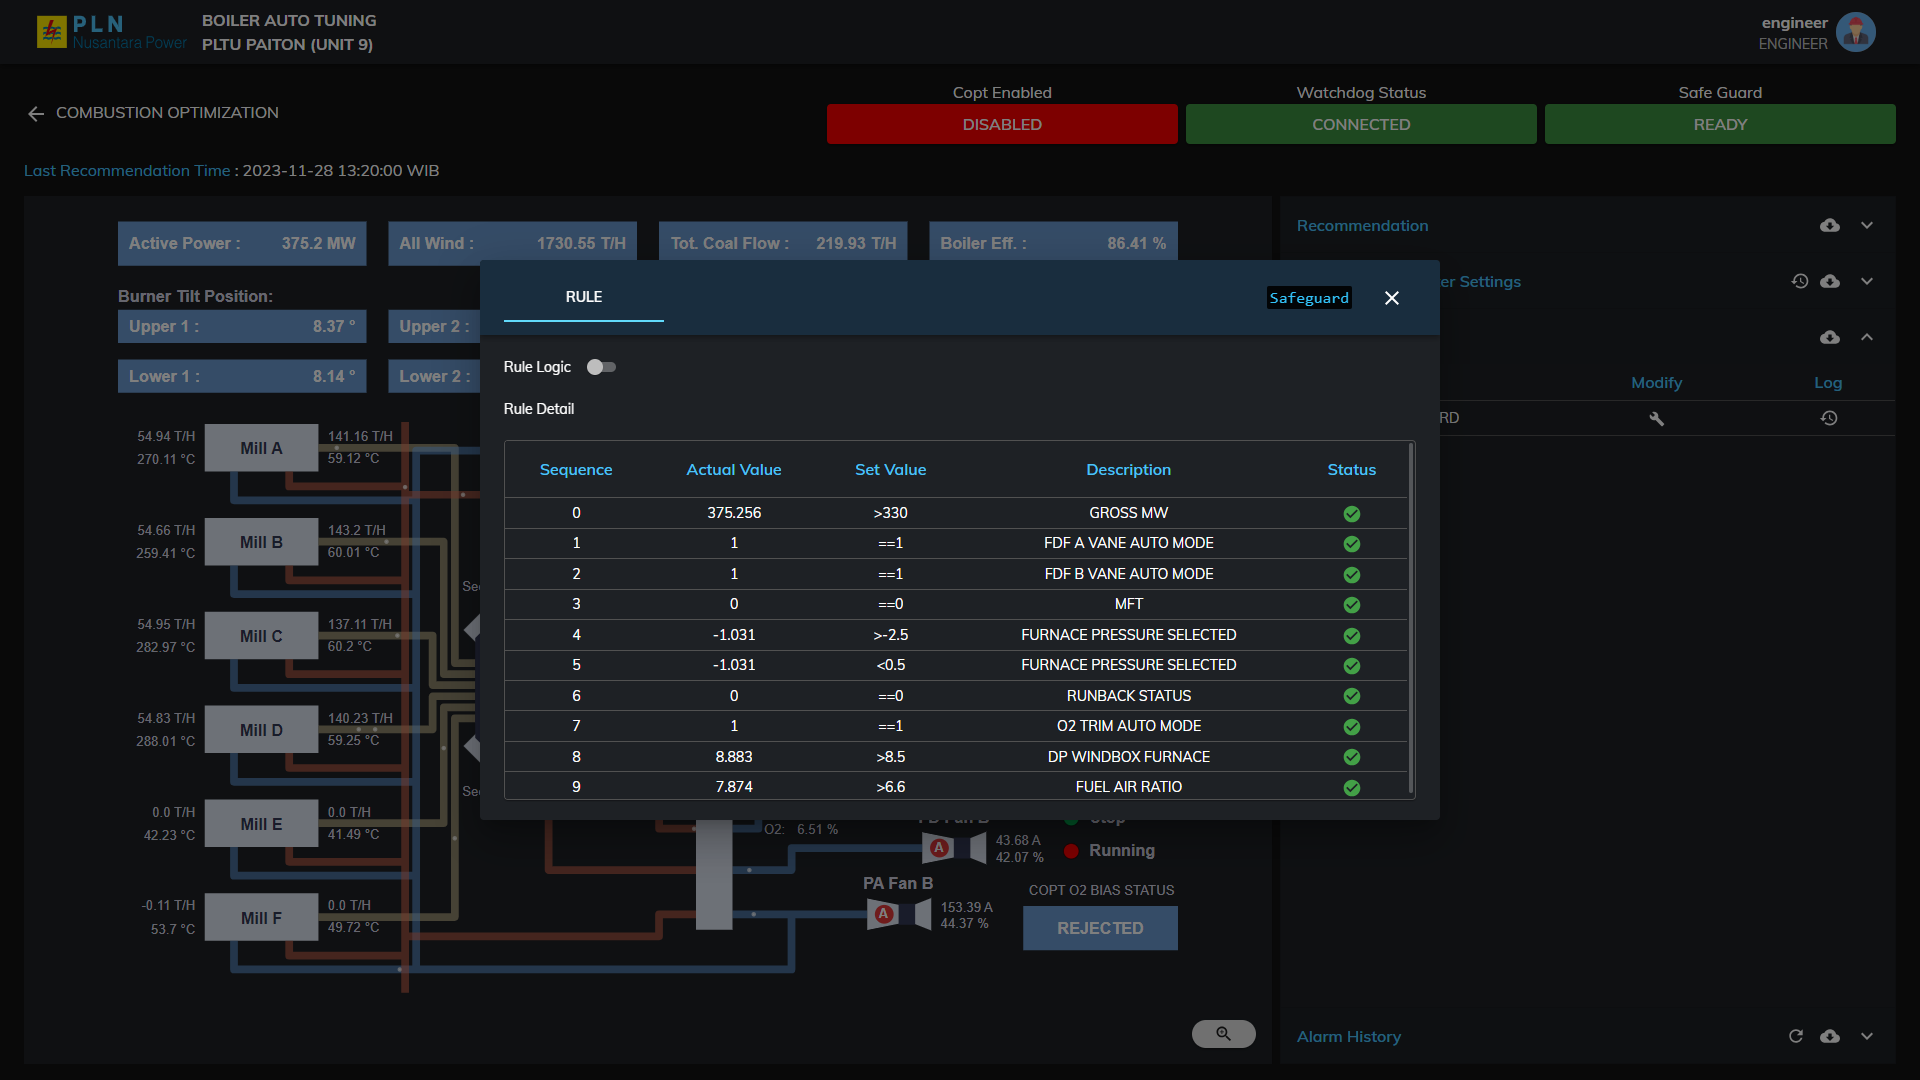 PLN
Nusantara Power
BOILER AUTO TUNING
PLTU PAITON (UNIT 9)
engineer
ENGINEER
COMBUSTION OPTIMIZATION
Copt Enabled
DISABLED
Watchdog Status
CONNECTED
Safe Guard
READY
Last Recommendation Time : 2023-11-28 13:20:00 WIB
Active Power : 375.2 MW
All Wind : 1730.55 T/H
Tot. Coal Flow : 219.93 T/H
Boiler Eff. : 86.41 %
Burner Tilt Position:
Upper 1 : 8.37 °
Upper 2 :
Lower 1 : 8.14 °
Lower 2 :
Recommendation
er Settings
Modify
Log
RD
RULE
Safeguard
Rule Logic
Rule Detail
Sequence Actual Value Set Value Description Status
0 375.256 >330 GROSS MW
1 1 ==1 FDF A VANE AUTO MODE
2 1 ==1 FDF B VANE AUTO MODE
3 0 ==0 MFT
4 -1.031 >-2.5 FURNACE PRESSURE SELECTED
5 -1.031 <0.5 FURNACE PRESSURE SELECTED
6 0 ==0 RUNBACK STATUS
7 1 ==1 O2 TRIM AUTO MODE
8 8.883 >8.5 DP WINDBOX FURNACE
9 7.874 >6.6 FUEL AIR RATIO
54.94 T/H
270.11 °C
Mill A
141.16 T/H
59.12 °C
54.66 T/H
259.41 °C
Mill B
143.2 T/H
60.01 °C
54.95 T/H
282.97 °C
Mill C
137.11 T/H
60.2 °C
54.83 T/H
288.01 °C
Mill D
140.23 T/H
59.25 °C
0.0 T/H
42.23 °C
Mill E
0.0 T/H
41.49 °C
-0.11 T/H
53.7 °C
Mill F
0.0 T/H
49.72 °C
Se
Se
O2: 6.51 %
A
43.68 A
42.07 %
Stop
Running
PA Fan B
A
153.39 A
44.37 %
COPT O2 BIAS STATUS
REJECTED
Alarm History